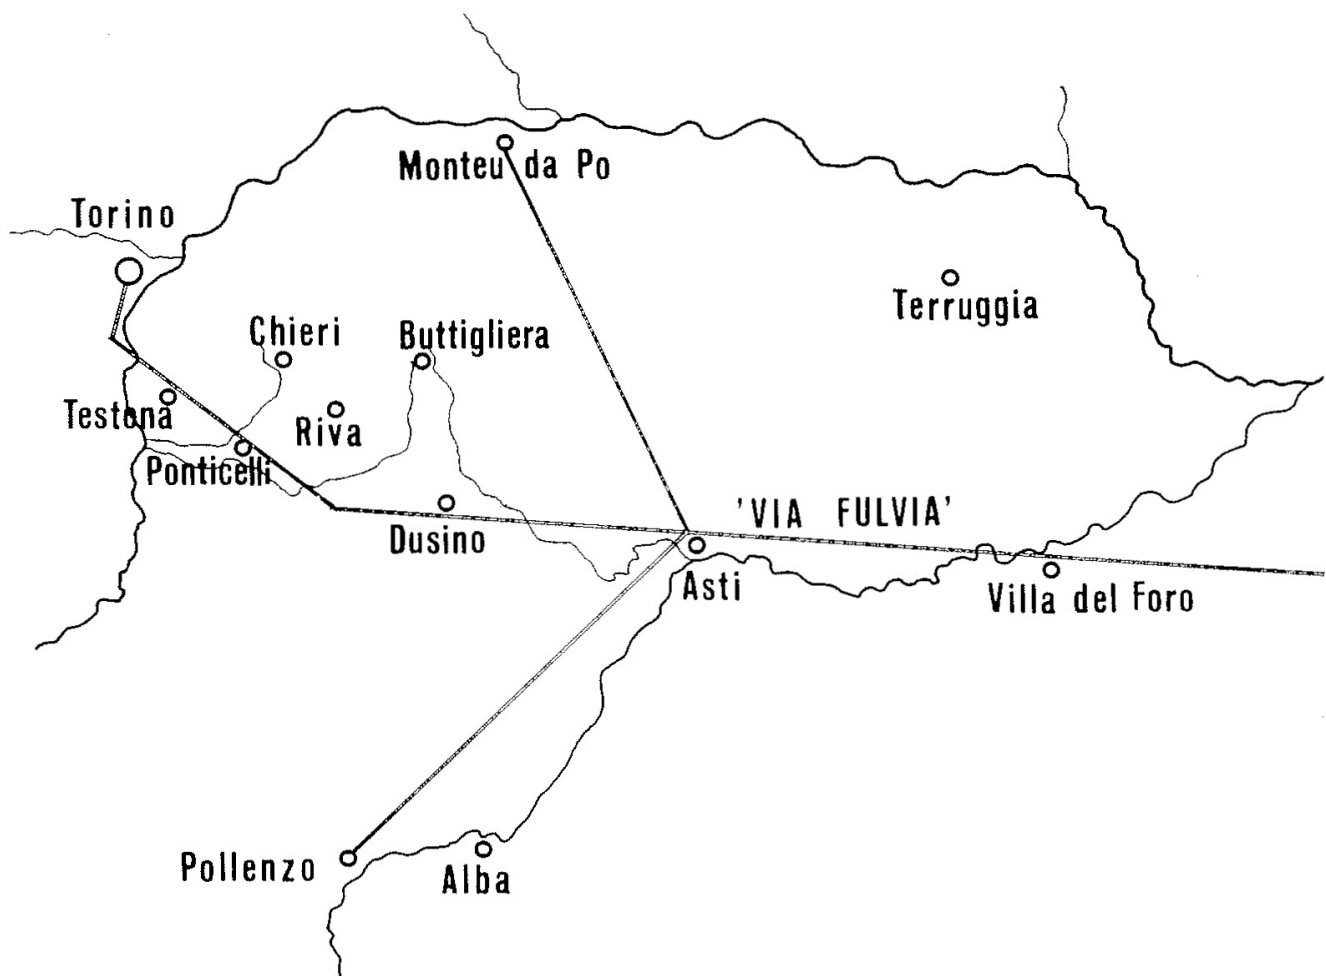 Monteu da Po
Torino
Terruggia
Chieri
Buttigliera
Testona
Riva
Ponticelli
'VIA FULVIA'
Dusino
Asti
Villa del Foro
Pollenzo
Alba